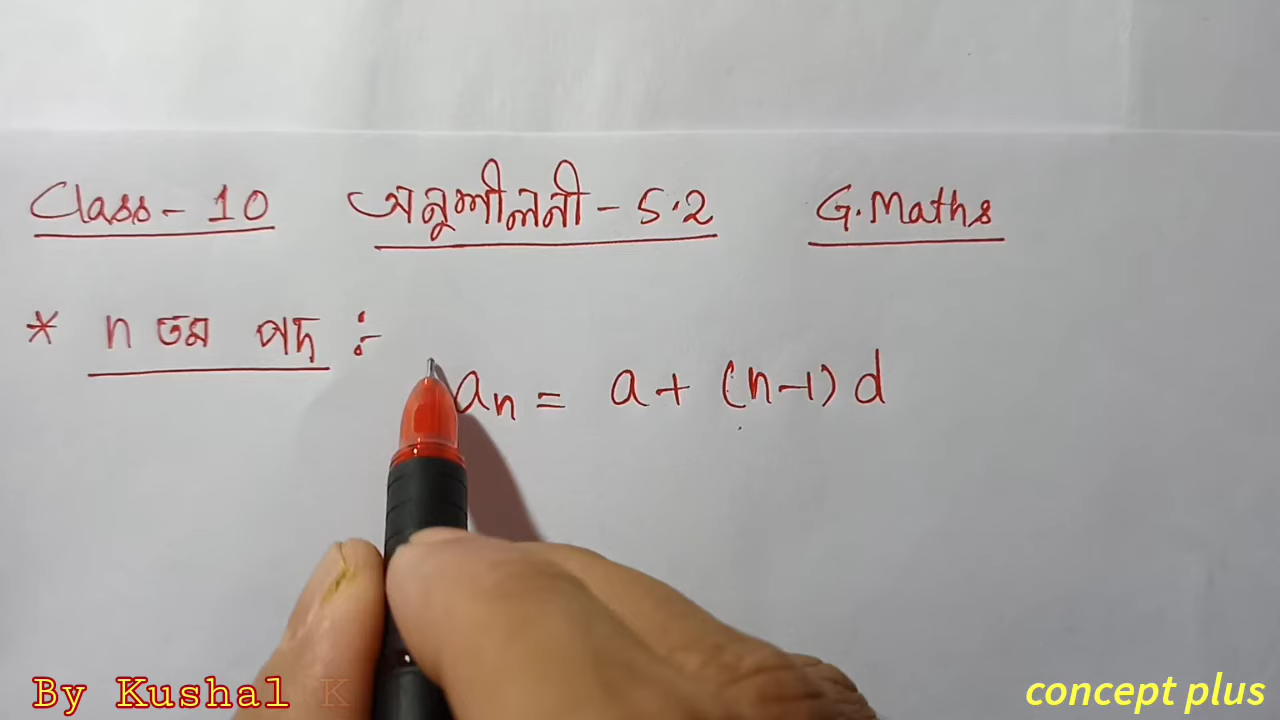 Class - 10 অনুশীলনী - 5.2 G. Maths
* n তম পদ :-
aₙ = a + (n-1) d
By Kushal K
concept plus